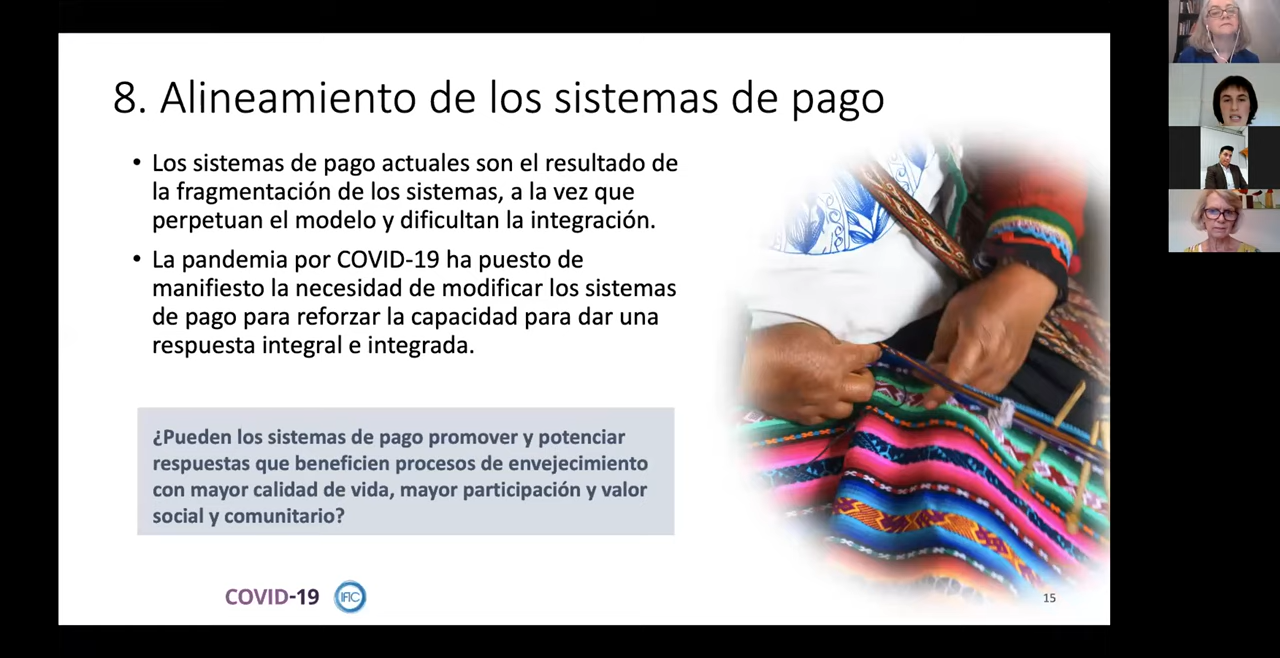 8. Alineamiento de los sistemas de pago
• Los sistemas de pago actuales son el resultado de
la fragmentación de los sistemas, a la vez que
perpetuan el modelo y dificultan la integración.
• La pandemia por COVID-19 ha puesto de
manifiesto la necesidad de modificar los sistemas
de pago para reforzar la capacidad para dar una
respuesta integral e integrada.
¿Pueden los sistemas de pago promover y potenciar
respuestas que beneficien procesos de envejecimiento
con mayor calidad de vida, mayor participación y valor
social y comunitario?
COVID-19 IFIC
15